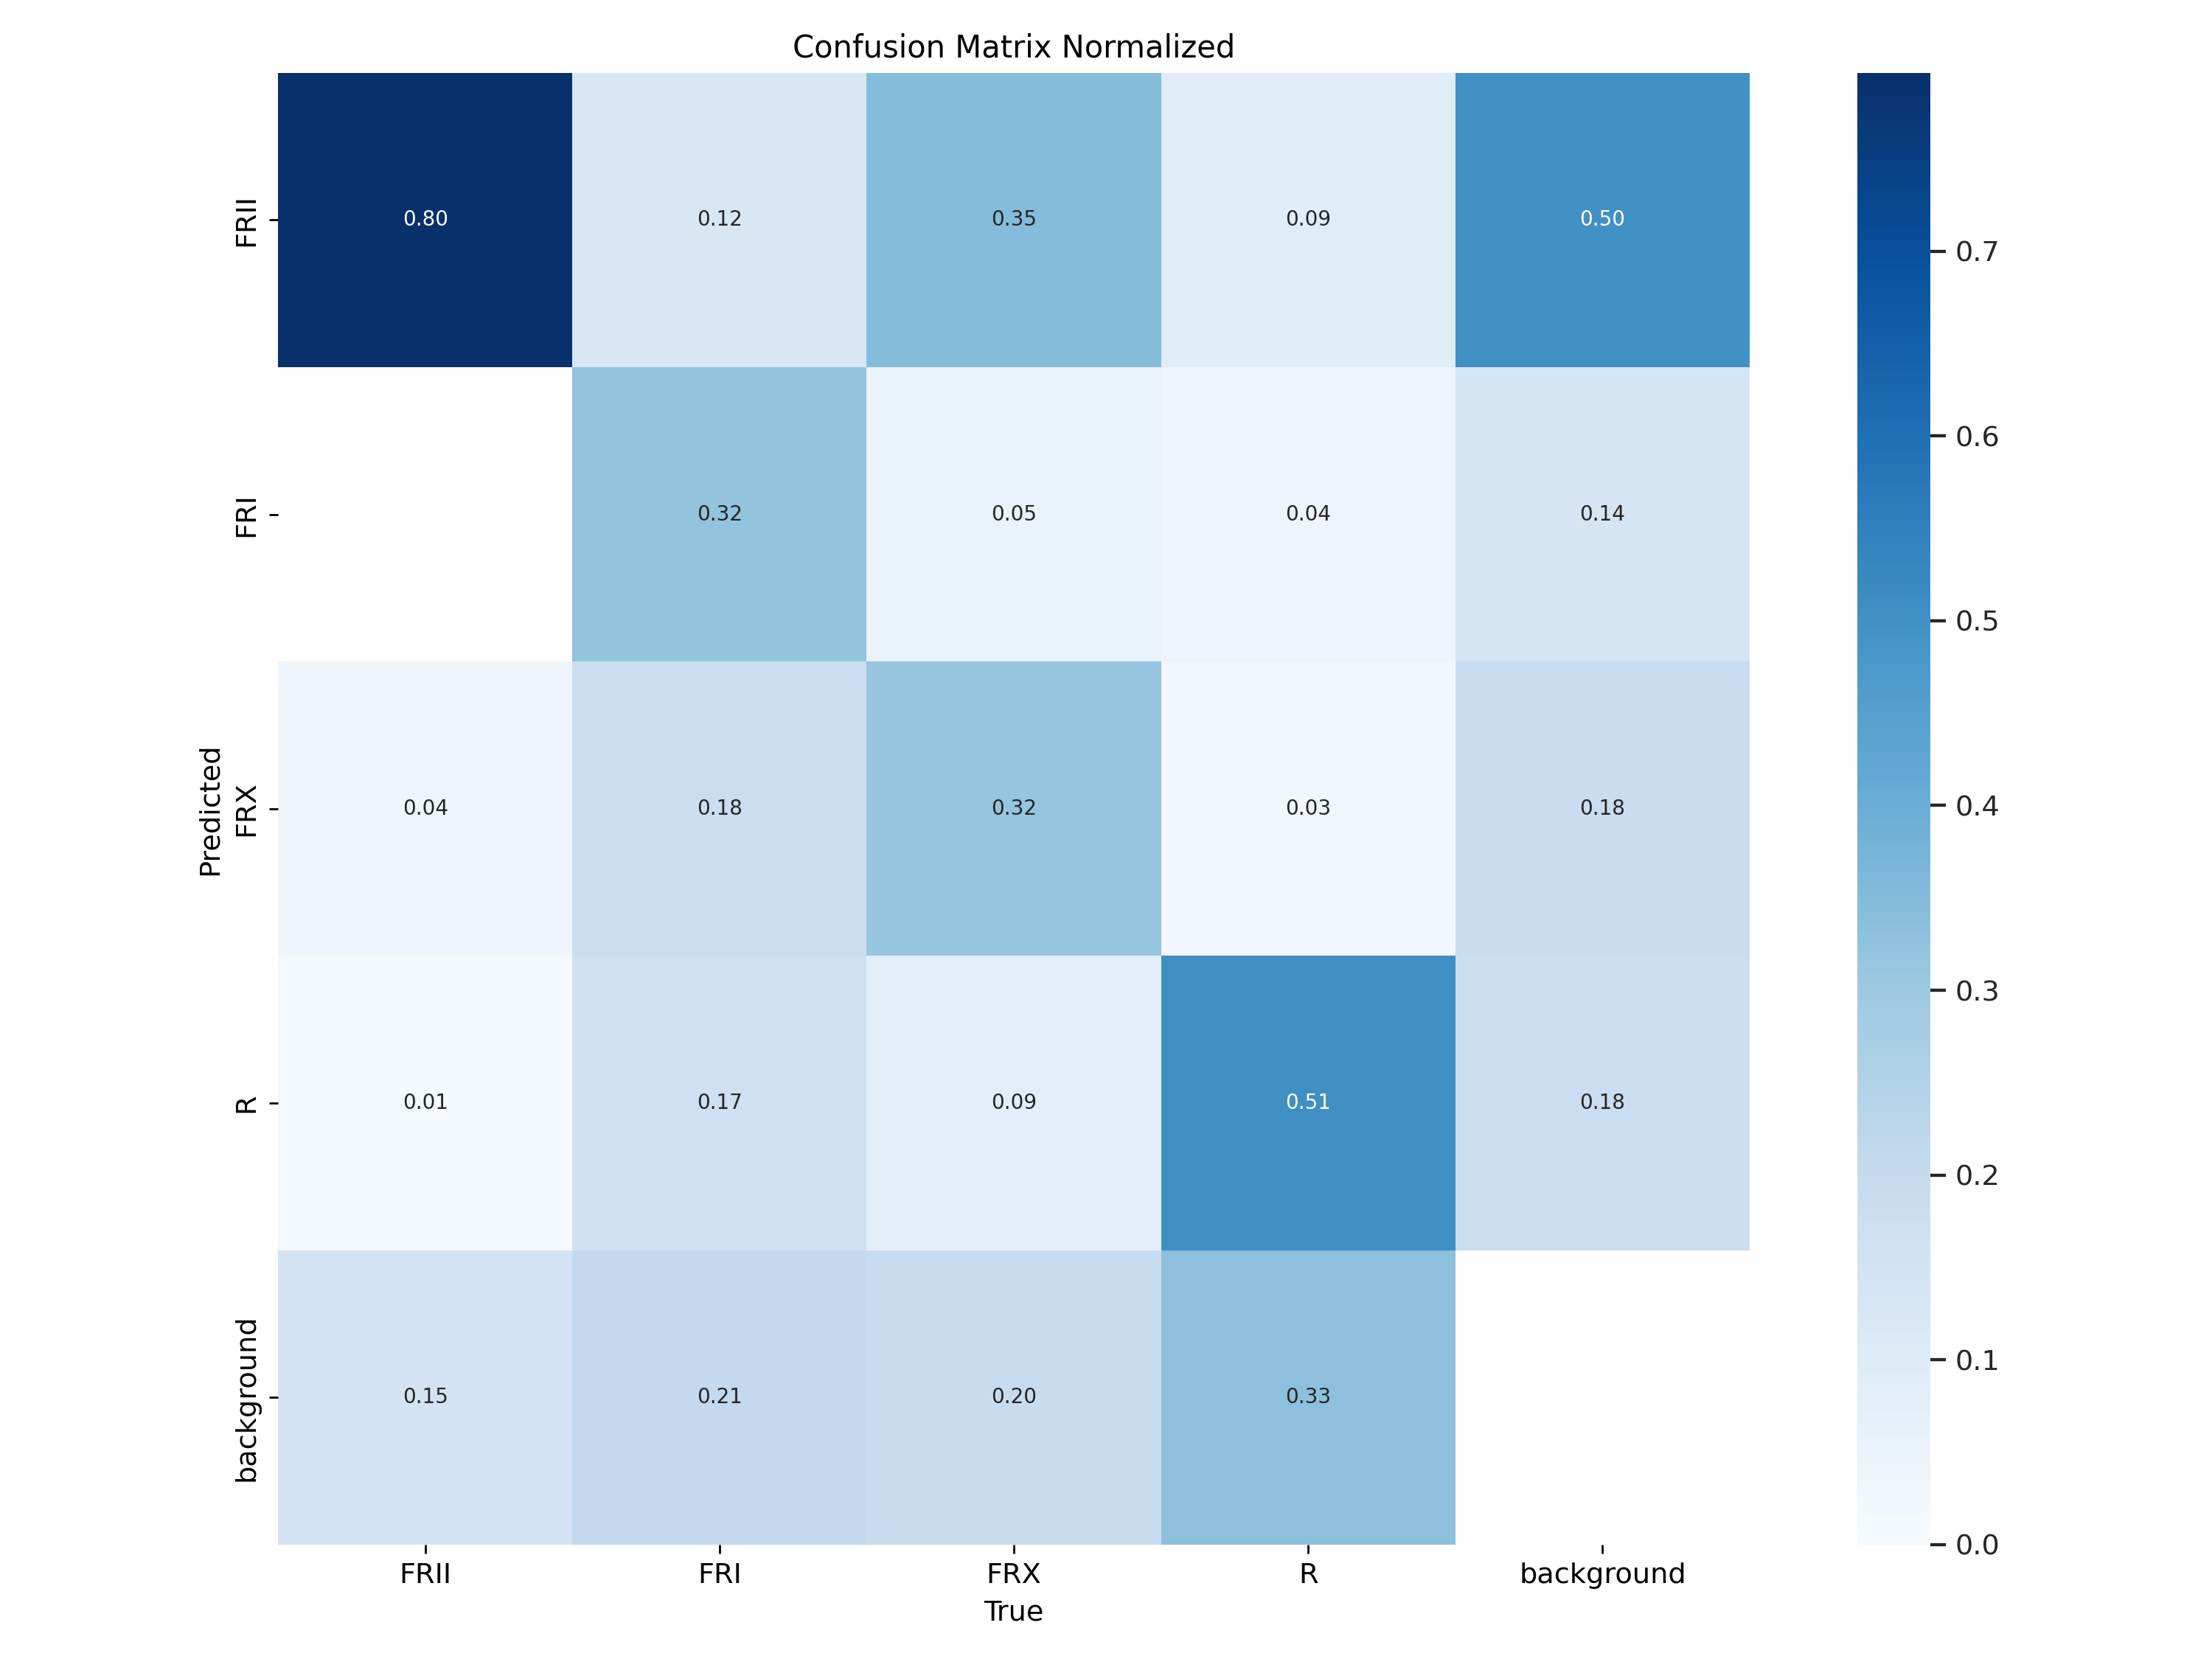 Confusion Matrix Normalized
Predicted
FRII 0.80 0.12 0.35 0.09 0.50
FRI 0.32 0.05 0.04 0.14
FRX 0.04 0.18 0.32 0.03 0.18
R 0.01 0.17 0.09 0.51 0.18
background 0.15 0.21 0.20 0.33
FRII FRI FRX R background
True
0.7
0.6
0.5
0.4
0.3
0.2
0.1
0.0